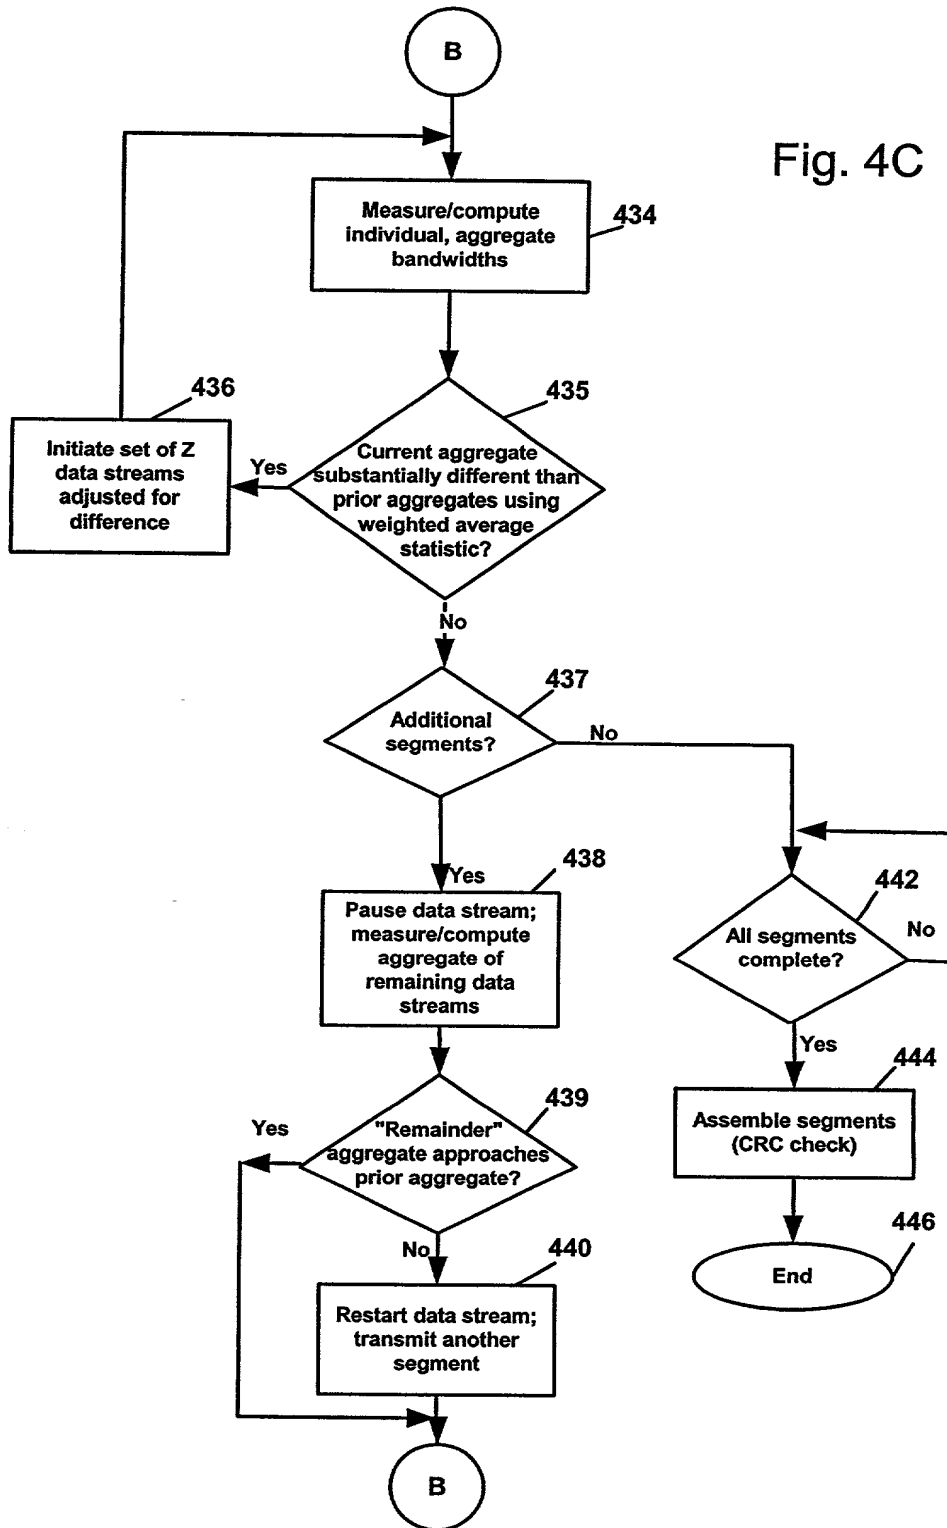 B
Fig. 4C
Measure/compute
individual, aggregate
bandwidths
434
436
435
Initiate set of Z
data streams
adjusted for
difference
Yes
Current aggregate
substantially different than
prior aggregates using
weighted average
statistic?
No
437
Additional
segments?
No
Yes
438
Pause data stream;
measure/compute
aggregate of
remaining data
streams
442
All segments
complete?
No
Yes
439
"Remainder"
aggregate approaches
prior aggregate?
Yes
No
444
Assemble segments
(CRC check)
440
Restart data stream;
transmit another
segment
446
End
B